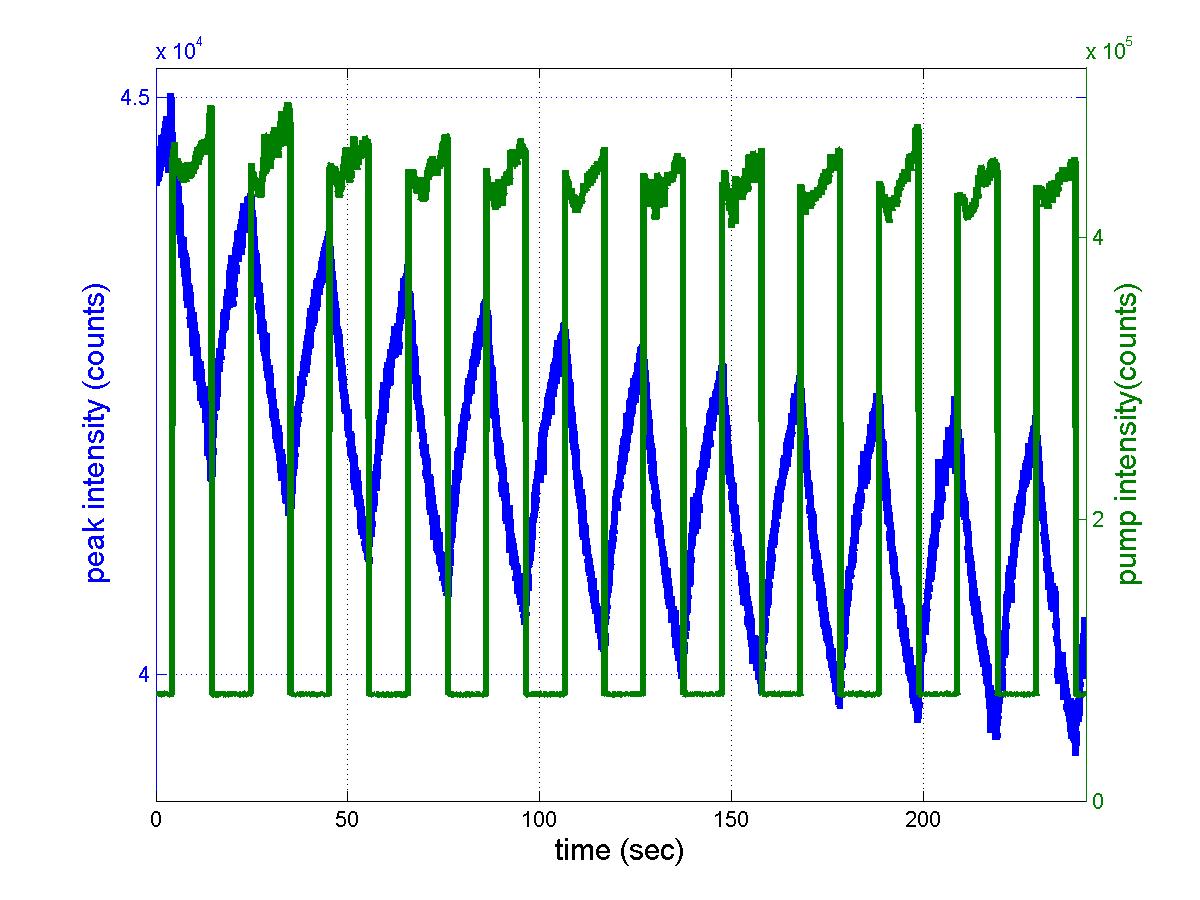 x 10^4
x 10^5
4.5
4
4
2
0
peak intensity (counts)
pump intensity(counts)
0
50
100
150
200
time (sec)